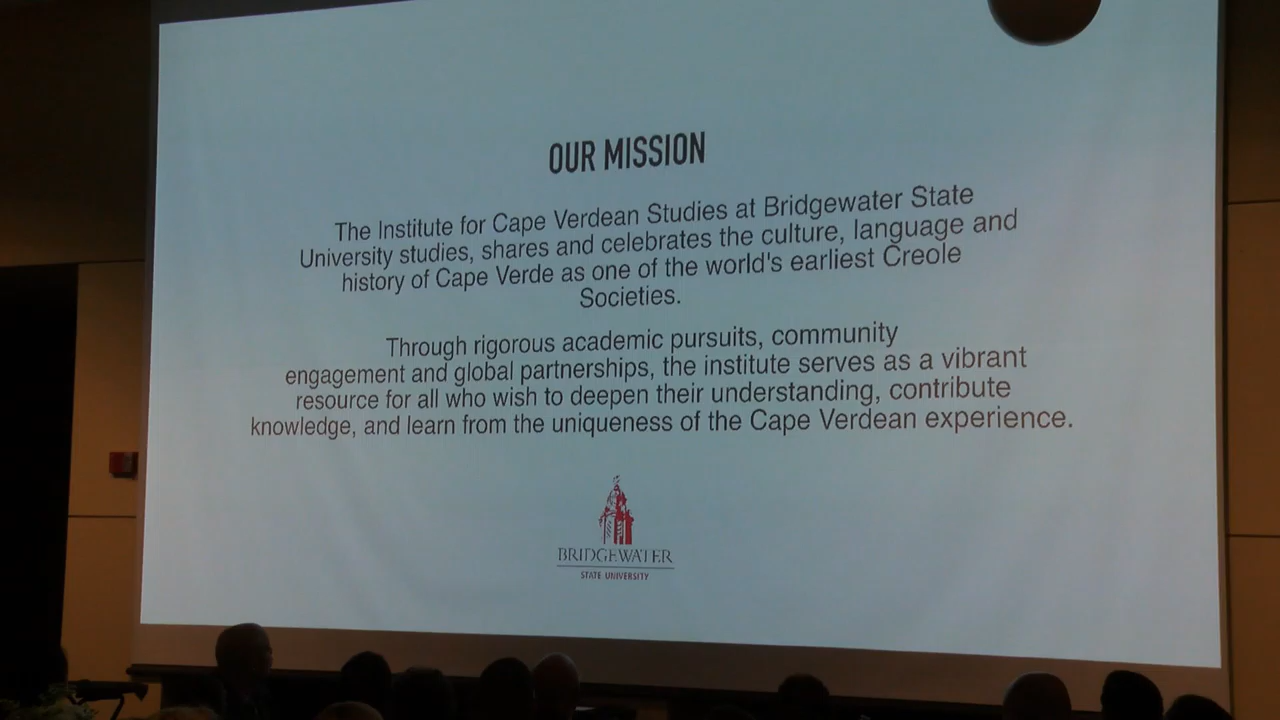 OUR MISSION
The Institute for Cape Verdean Studies at Bridgewater State
University studies, shares and celebrates the culture, language and
history of Cape Verde as one of the world's earliest Creole
Societies.
Through rigorous academic pursuits, community
engagement and global partnerships, the institute serves as a vibrant
resource for all who wish to deepen their understanding, contribute
knowledge, and learn from the uniqueness of the Cape Verdean experience.
BRIDGEWATER
STATE UNIVERSITY